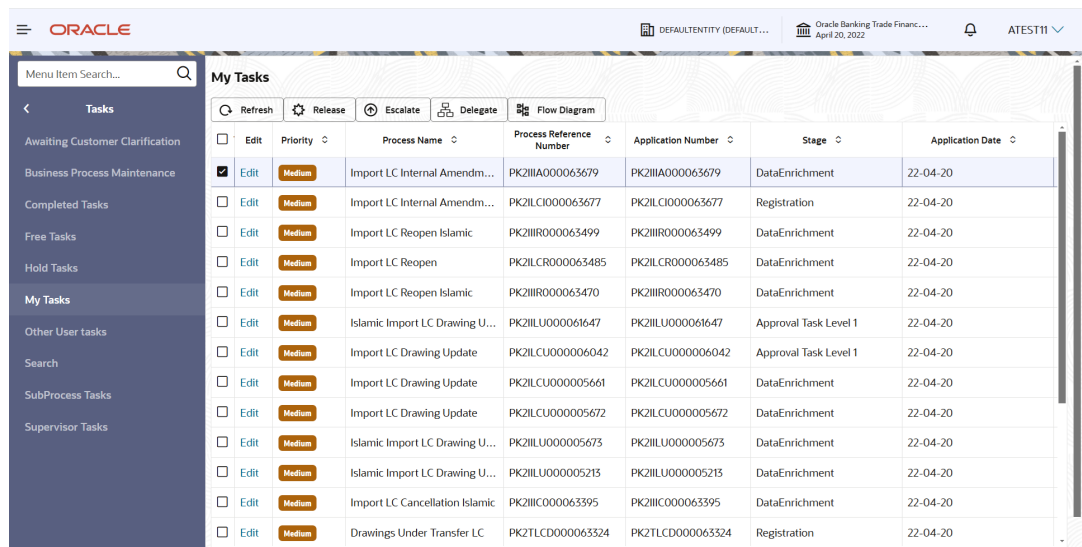 ORACLE
DEFAULTENTITY (DEFAULT...
Oracle Banking Trade Financ...
April 20, 2022
ATEST11
Menu Item Search...
Tasks
Awaiting Customer Clarification
Business Process Maintenance
Completed Tasks
Free Tasks
Hold Tasks
My Tasks
Other User tasks
Search
SubProcess Tasks
Supervisor Tasks
My Tasks
Refresh Release Escalate Delegate Flow Diagram
Edit Priority Process Name Process Reference Number Application Number Stage Application Date
Edit Medium Import LC Internal Amendm... PK2IIIA000063679 PK2IIIA000063679 DataEnrichment 22-04-20
Edit Medium Import LC Internal Amendm... PK2ILCI000063677 PK2ILCI000063677 Registration 22-04-20
Edit Medium Import LC Reopen Islamic PK2IIIR000063499 PK2IIIR000063499 DataEnrichment 22-04-20
Edit Medium Import LC Reopen PK2ILCR000063485 PK2ILCR000063485 DataEnrichment 22-04-20
Edit Medium Import LC Reopen Islamic PK2IIIR000063470 PK2IIIR000063470 DataEnrichment 22-04-20
Edit Medium Islamic Import LC Drawing U... PK2IILU000061647 PK2IILU000061647 Approval Task Level 1 22-04-20
Edit Medium Import LC Drawing Update PK2ILCU000006042 PK2ILCU000006042 Approval Task Level 1 22-04-20
Edit Medium Import LC Drawing Update PK2ILCU000005661 PK2ILCU000005661 DataEnrichment 22-04-20
Edit Medium Import LC Drawing Update PK2ILCU000005672 PK2ILCU000005672 DataEnrichment 22-04-20
Edit Medium Islamic Import LC Drawing U... PK2IILU000005673 PK2IILU000005673 DataEnrichment 22-04-20
Edit Medium Islamic Import LC Drawing U... PK2IILU000005213 PK2IILU000005213 DataEnrichment 22-04-20
Edit Medium Import LC Cancellation Islamic PK2IIIC000063395 PK2IIIC000063395 DataEnrichment 22-04-20
Edit Medium Drawings Under Transfer LC PK2TLCD000063324 PK2TLCD000063324 Registration 22-04-20